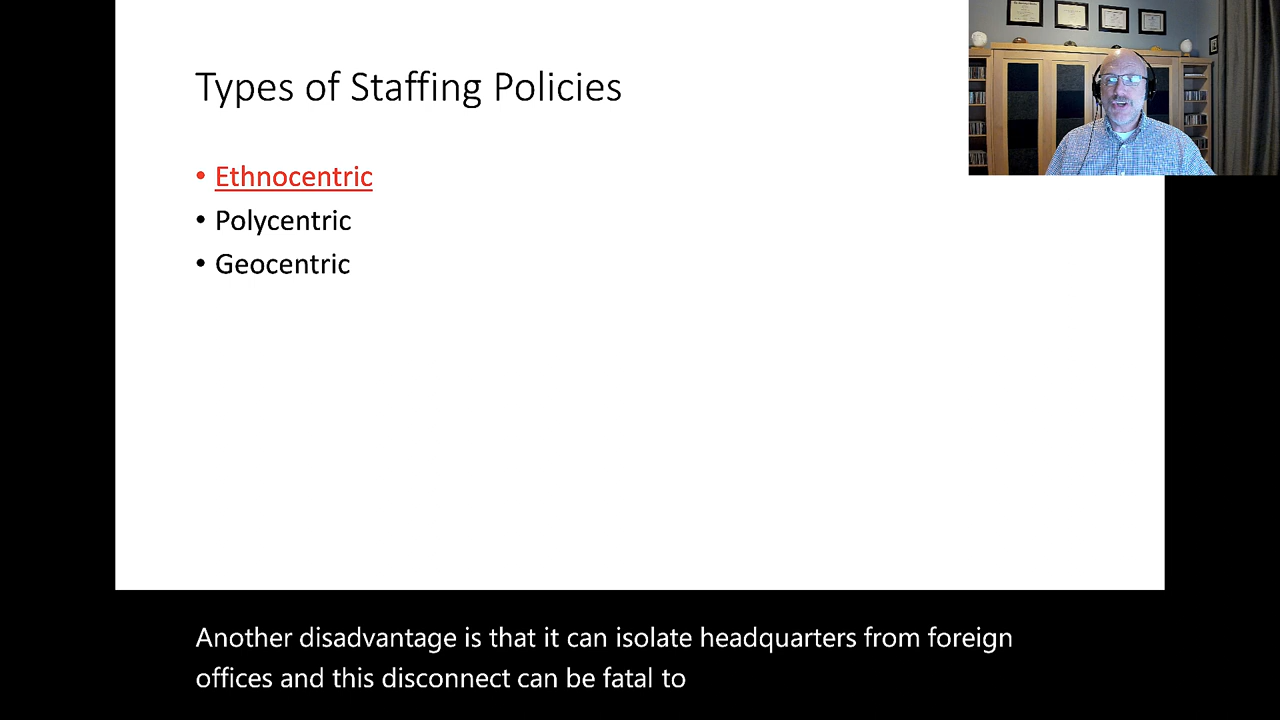 Types of Staffing Policies
• Ethnocentric
• Polycentric
• Geocentric
Another disadvantage is that it can isolate headquarters from foreign
offices and this disconnect can be fatal to